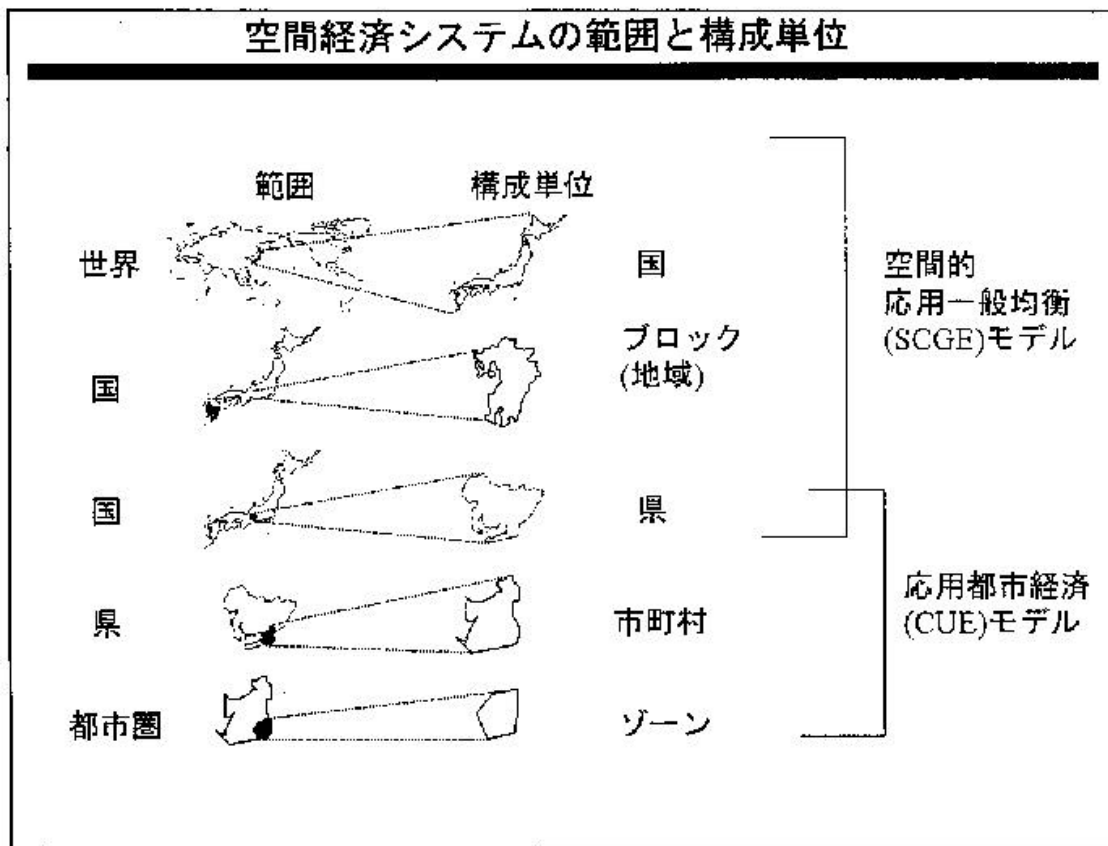 空間経済システムの範囲と構成単位
範囲
構成単位
世界
国
国
ブロック
(地域)
国
県
県
市町村
都市圏
ゾーン
空間的
応用一般均衡
(SCGE)モデル
応用都市経済
(CUE)モデル